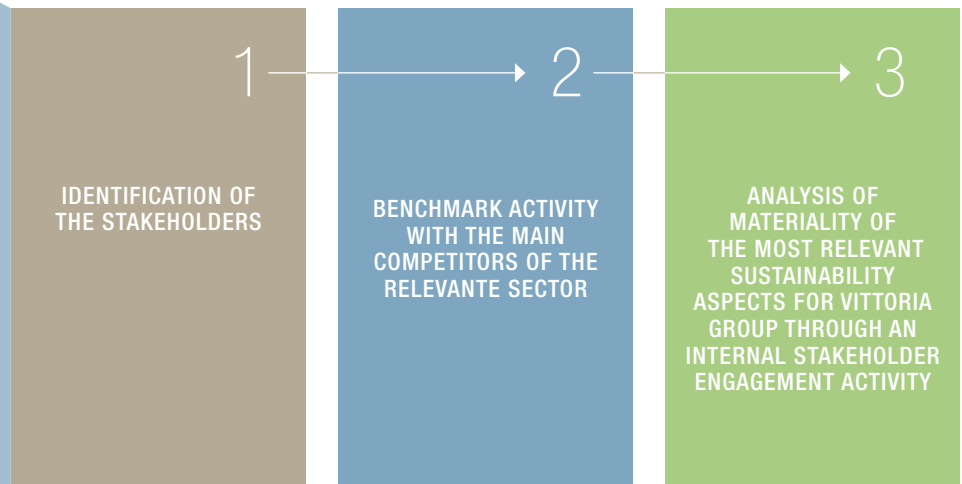 1
IDENTIFICATION OF
THE STAKEHOLDERS
2
BENCHMARK ACTIVITY
WITH THE MAIN
COMPETITORS OF THE
RELEVANTE SECTOR
3
ANALYSIS OF
MATERIALITY OF
THE MOST RELEVANT
SUSTAINABILITY
ASPECTS FOR VITTORIA
GROUP THROUGH AN
INTERNAL STAKEHOLDER
ENGAGEMENT ACTIVITY